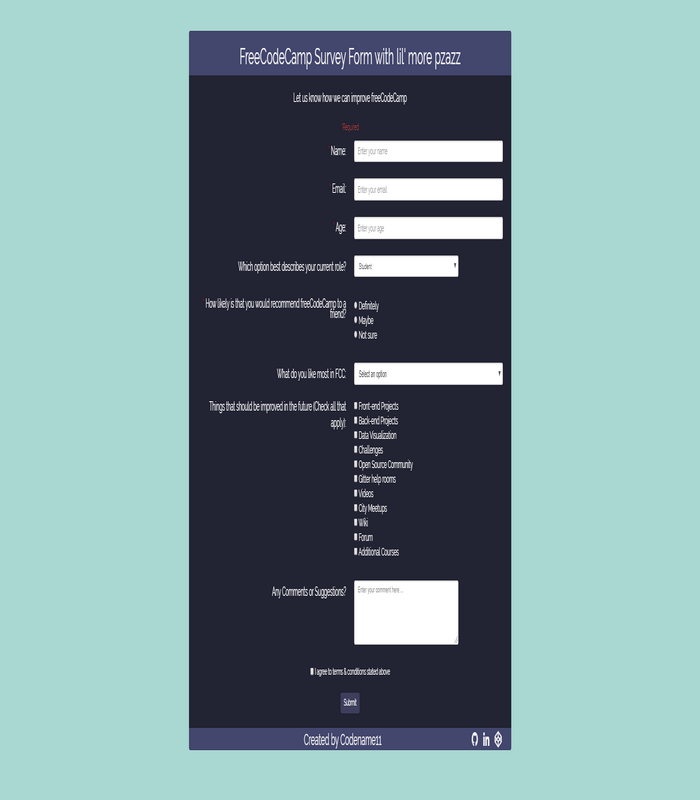 FreeCodeCamp Survey Form with lil' more pzazz
Let us know how we can improve freeCodeCamp
*Required
Name:
Enter your name
Email:
Enter your email
Age:
Enter your age
Which option best describes your current role?
Student
How likely is that you would recommend freeCodeCamp to a
friend?
Definitely
Maybe
Not sure
What do you like most in FCC:
Select an option
Things that should be improved in the future (Check all that
apply):
Front-end Projects
Back-end Projects
Data Visualization
Challenges
Open Source Community
Gitter help rooms
Videos
City Meetups
Wiki
Forum
Additional Courses
Any Comments or Suggestions?
Enter your comment here ...
I agree to terms & conditions stated above
Submit
Created by Codename11
in